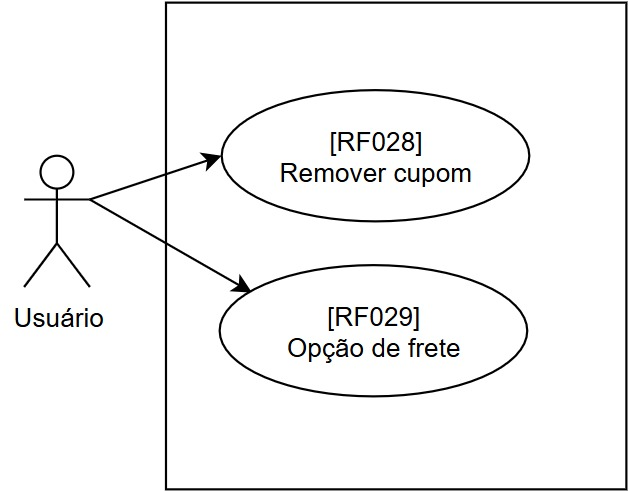 [RF028]
Remover cupom
Usuário
[RF029]
Opção de frete